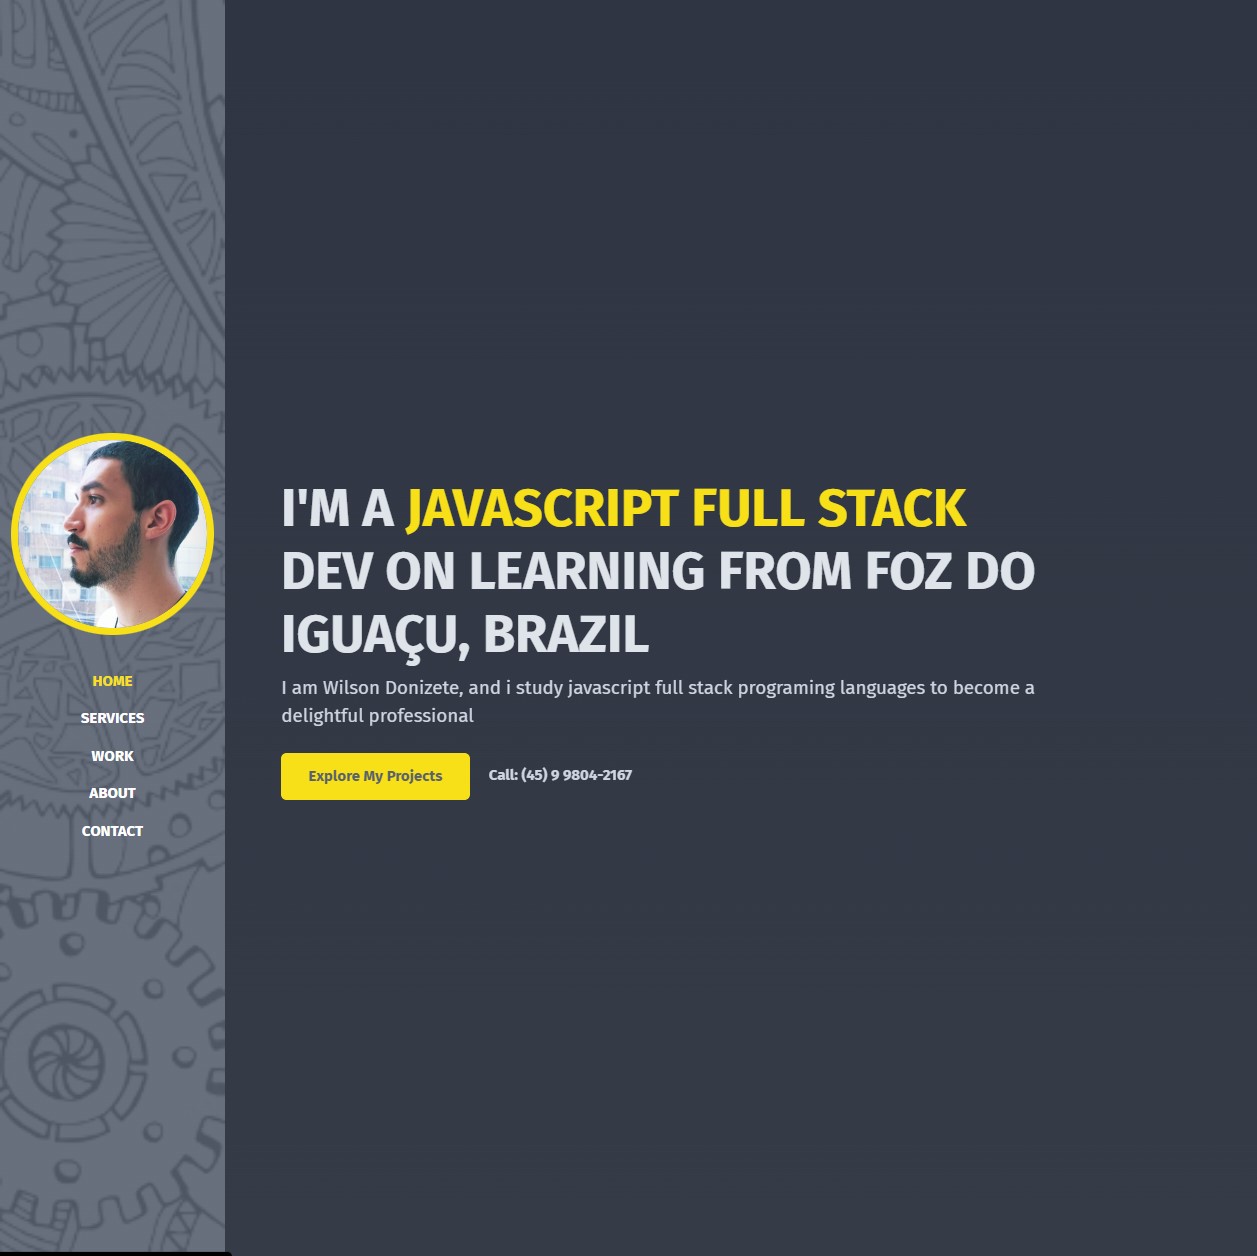 HOME
SERVICES
WORK
ABOUT
CONTACT
I'M A JAVASCRIPT FULL STACK
DEV ON LEARNING FROM FOZ DO
IGUAÇU, BRAZIL
I am Wilson Donizete, and i study javascript full stack programing languages to become a
delightful professional
Explore My Projects
Call: (45) 9 9804-2167